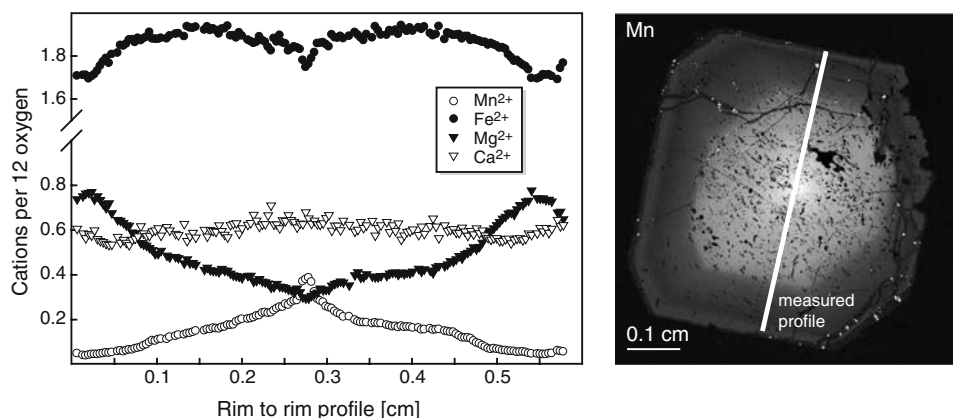 1.8
1.6
0.8
0.6
0.4
0.2
Cations per 12 oxygen
Mn2+
Fe2+
Mg2+
Ca2+
0.1
0.2
0.3
0.4
0.5
Rim to rim profile [cm]
Mn
measured
profile
0.1 cm